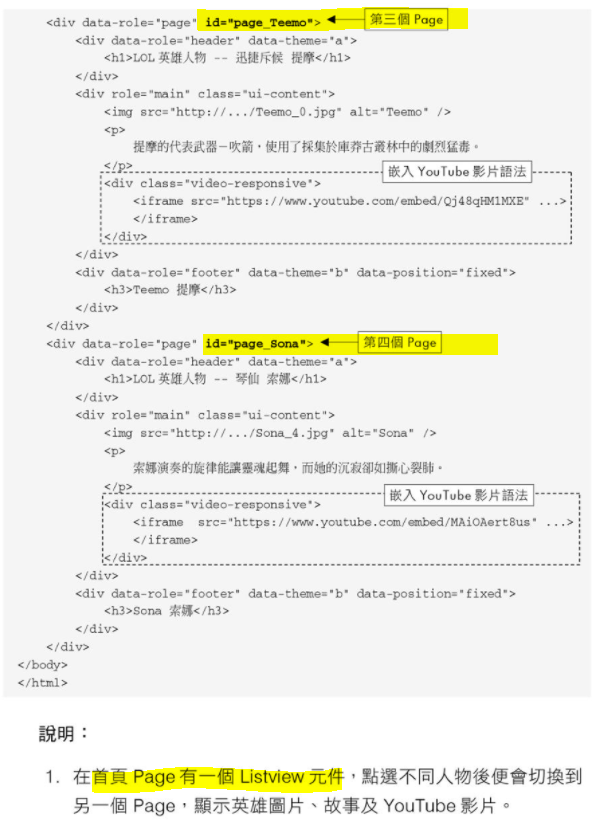 <div data-role="page" id="page_Teemo"> 第三個 Page
<div data-role="header" data-theme="a">
<h1>LOL 英雄人物 -- 迅捷斥候 提摩</h1>
</div>
<div role="main" class="ui-content">
<img src="http://.../Teemo_0.jpg" alt="Teemo" />
<p>
提摩的代表武器－吹箭，使用了採集於庫莽古叢林中的劇烈猛毒。
</p>
嵌入 YouTube 影片語法
<div class="video-responsive">
<iframe src="https://www.youtube.com/embed/Qj48qHM1MXE" ...>
</iframe>
</div>
</div>
<div data-role="footer" data-theme="b" data-position="fixed">
<h3>Teemo 提摩</h3>
</div>
</div>
<div data-role="page" id="page_Sona"> 第四個 Page
<div data-role="header" data-theme="a">
<h1>LOL 英雄人物 -- 琴仙 索娜</h1>
</div>
<div role="main" class="ui-content">
<img src="http://.../Sona_4.jpg" alt="Sona" />
<p>
索娜演奏的旋律能讓靈魂起舞，而她的沉寂卻如撕心裂肺。
</p>
嵌入 YouTube 影片語法
<div class="video-responsive">
<iframe src="https://www.youtube.com/embed/MAiOAert8us" ...>
</iframe>
</div>
</div>
<div data-role="footer" data-theme="b" data-position="fixed">
<h3>Sona 索娜</h3>
</div>
</div>
</body>
</html>
說明：
1. 在首頁 Page 有一個 Listview 元件，點選不同人物後便會切換到
另一個 Page，顯示英雄圖片、故事及 YouTube 影片。